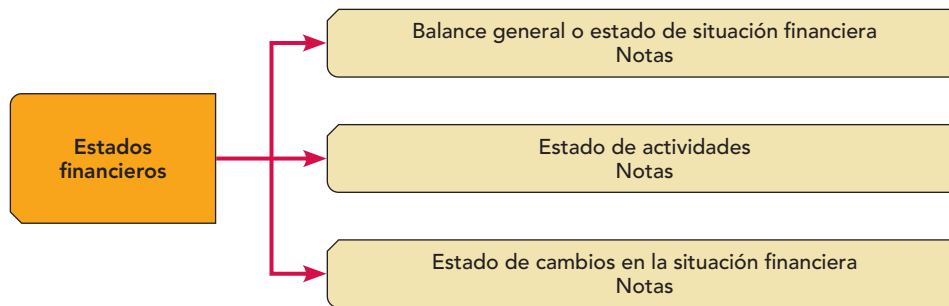 Estados
financieros
Balance general o estado de situación financiera
Notas
Estado de actividades
Notas
Estado de cambios en la situación financiera
Notas